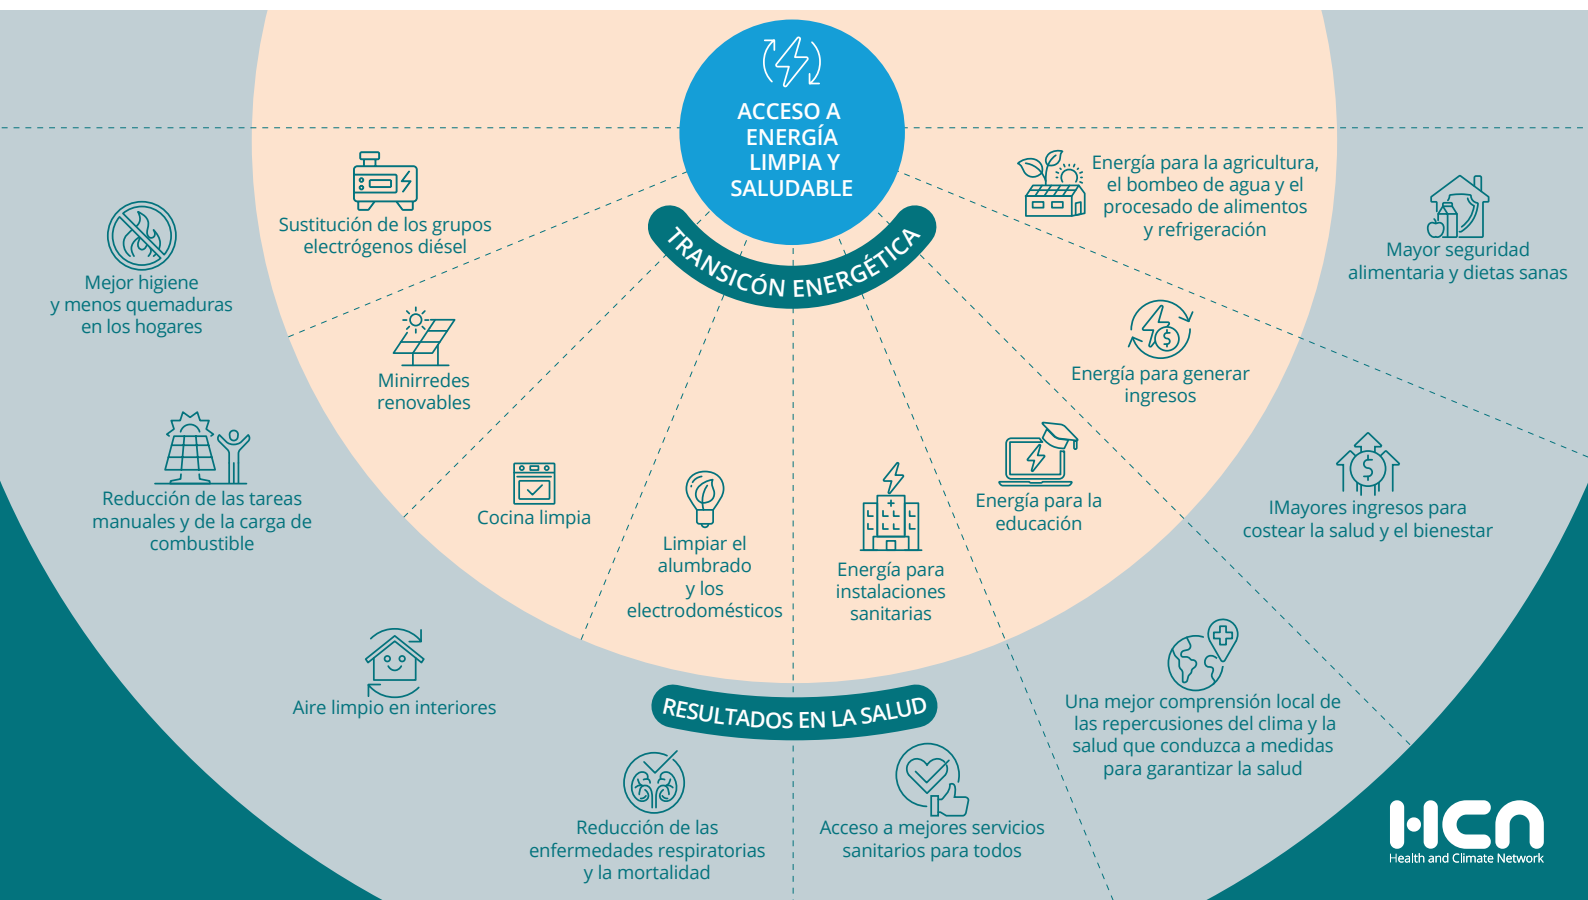 ACCESO A
ENERGÍA
LIMPIA Y
SALUDABLE
TRANSICÓN ENERGÉTICA
Sustitución de los grupos
electrógenos diésel
Minirredes
renovables
Cocina limpia
Limpiar el
alumbrado
y los
electrodomésticos
Energía para
instalaciones
sanitarias
Energía para la
educación
Energía para generar
ingresos
Energía para la agricultura,
el bombeo de agua y el
procesado de alimentos
y refrigeración
RESULTADOS EN LA SALUD
Mejor higiene
y menos quemaduras
en los hogares
Reducción de las tareas
manuales y de la carga de
combustible
Aire limpio en interiores
Reducción de las
enfermedades respiratorias
y la mortalidad
Acceso a mejores servicios
sanitarios para todos
Una mejor comprensión local de
las repercusiones del clima y la
salud que conduzca a medidas
para garantizar la salud
IMayores ingresos para
costear la salud y el bienestar
Mayor seguridad
alimentaria y dietas sanas
HCN
Health and Climate Network